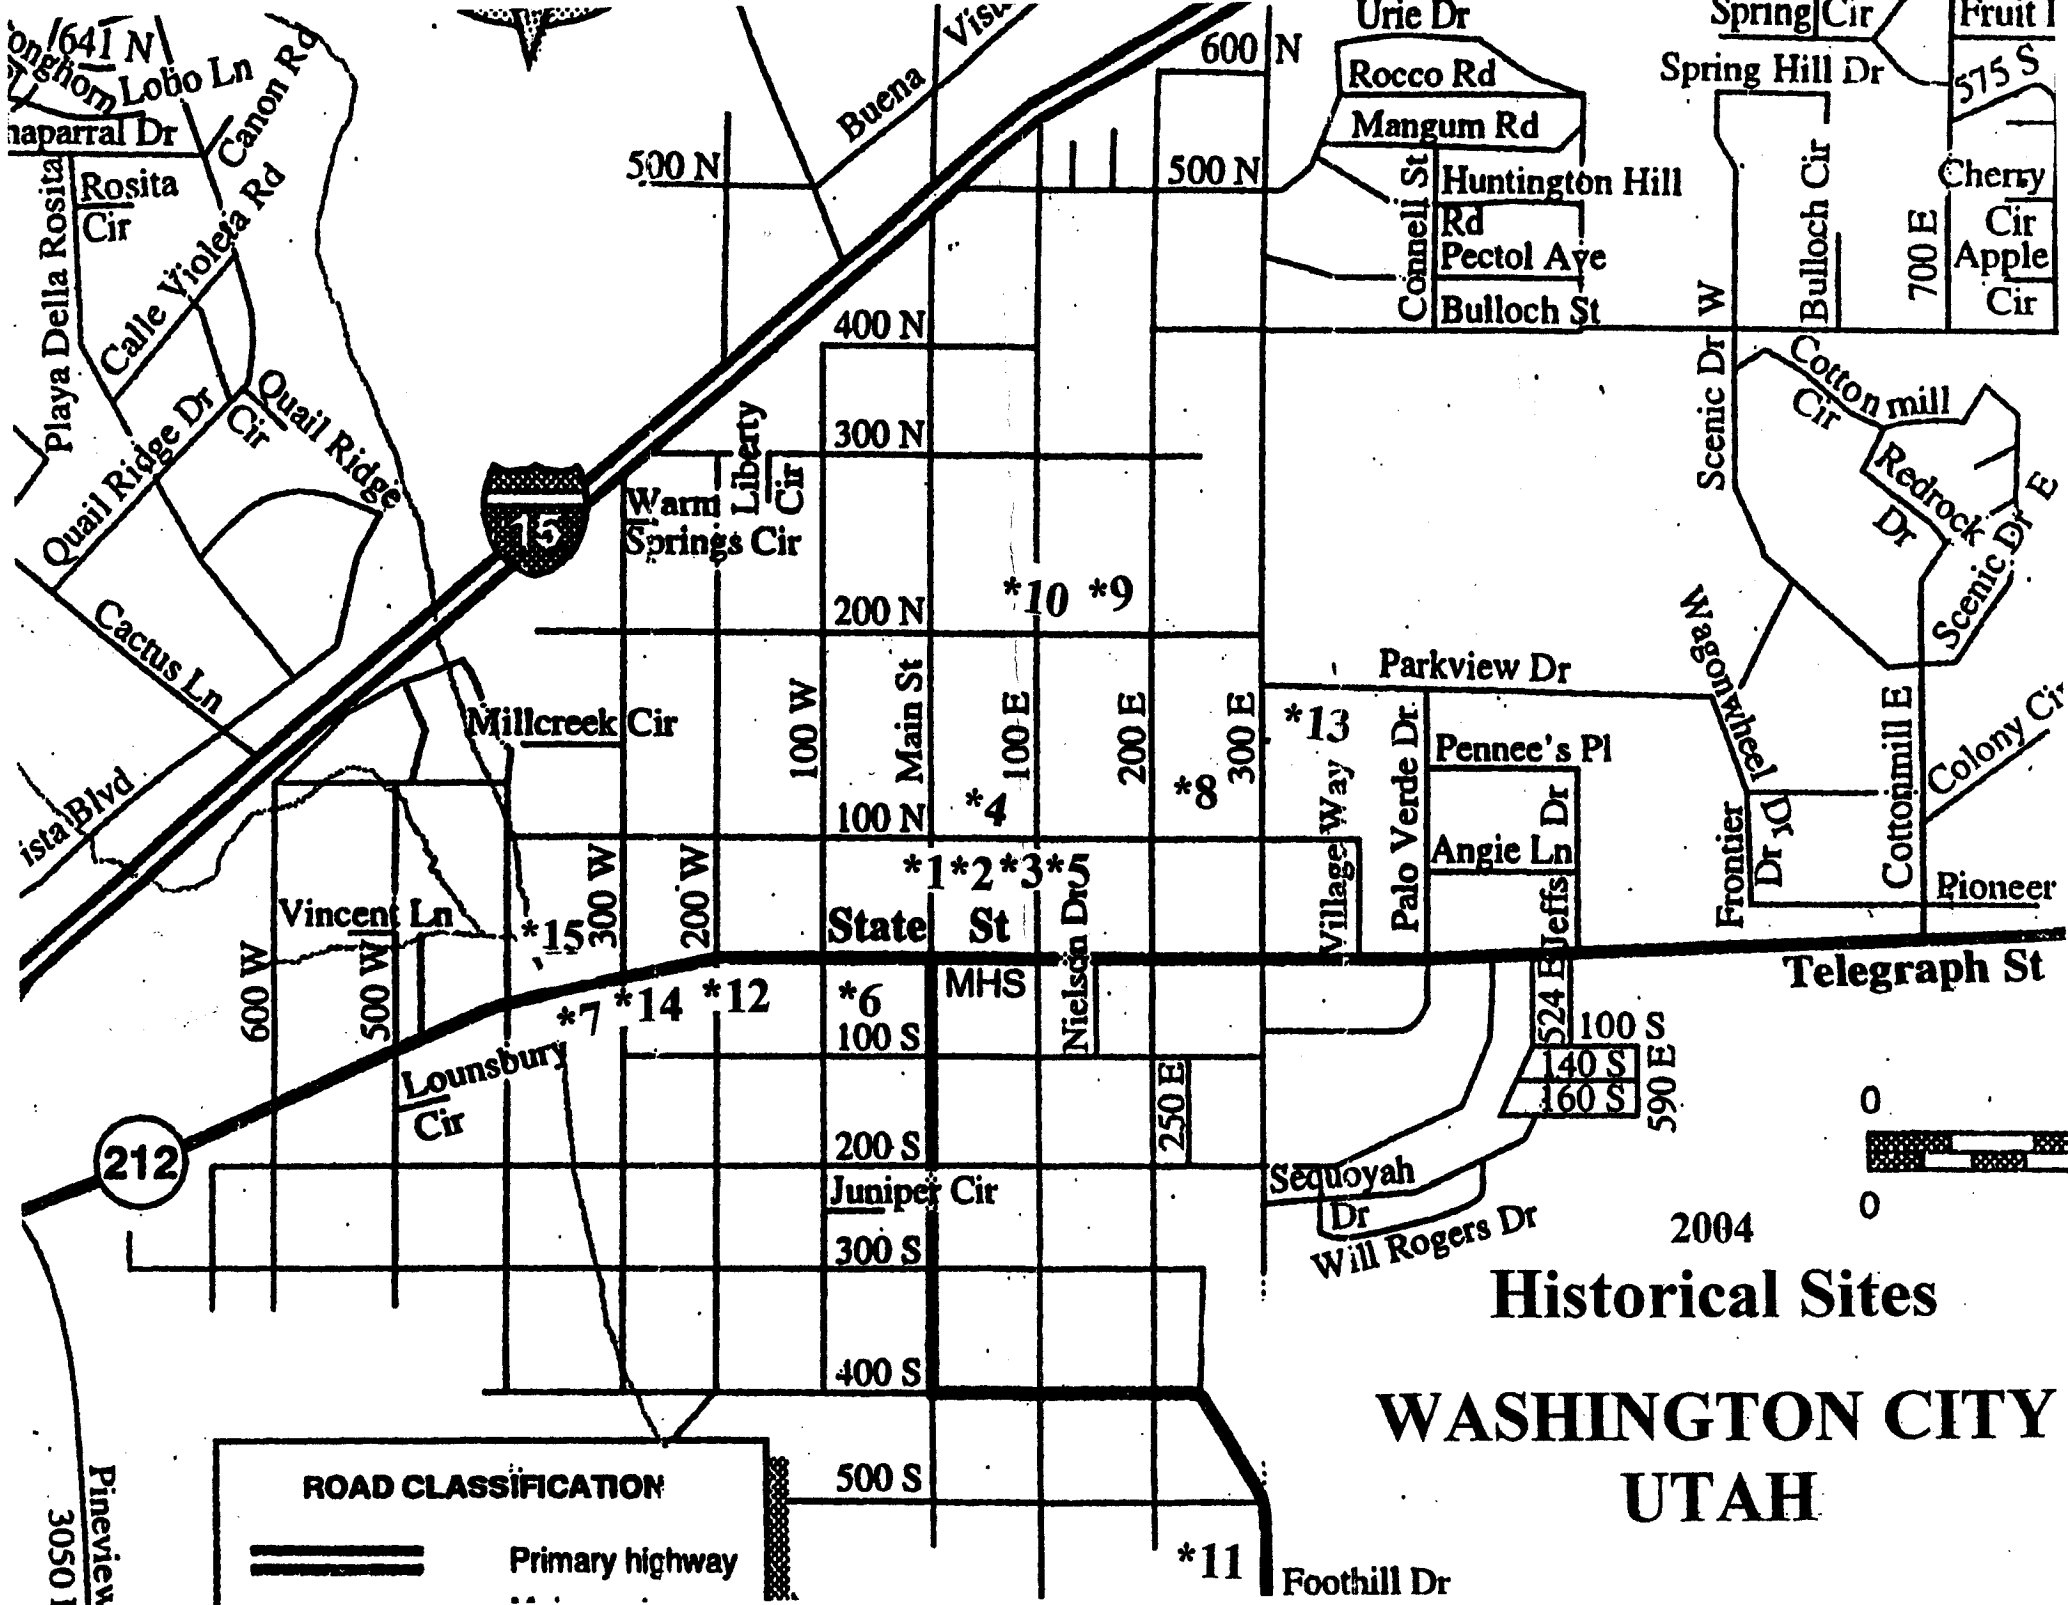 641 N
Lobo Ln
Canon Rd
Rosita
Cir
Playa Della Rosita
Calle Violeta Rd
Quail Ridge Dr
Quail Ridge
Cir
Cactus Ln
Buena
600 N
500 N
500 N
400 N
300 N
200 N
100 N
Urie Dr
Rocco Rd
Mangum Rd
Connell St
Huntington Hill
Rd
Pectol Ave
Bulloch St
Spring Cir
Spring Hill Dr
575 S
Bulloch Cir
700 E
Cherry
Cir
Apple
Cir
Scenic Dr W
Cotton mill
Cir
Redrock
Dr
Scenic Dr E
15
Warm
Springs Cir
Liberty
Cir
*10
*9
Millcreek Cir
100 W
Main St
100 E
200 E
300 E
Parkview Dr
*13
*8
*4
Village Way
Palo Verde Dr
Pennee's Pl
Angie Ln
Jeffs Dr
Wagonwheel
Dr
Frontier
Dr
Cottonmill E
Colony Cir
Pioneer
Telegraph St
*1
*2
*3
*5
Vincent Ln
*15
300 W
200 W
State St
MHS
Nielson Dr
600 W
500 W
*7
*14
*12
*6
100 S
524 E
100 S
140 S
160 S
590 E
Lounsbury
Cir
212
250 E
200 S
Juniper Cir
Sequoyah
Dr
Will Rogers Dr
300 S
400 S
500 S
*11
Foothill Dr
Pineview
0
0
2004
Historical Sites
WASHINGTON CITY
UTAH
ROAD CLASSIFICATION
Primary highway